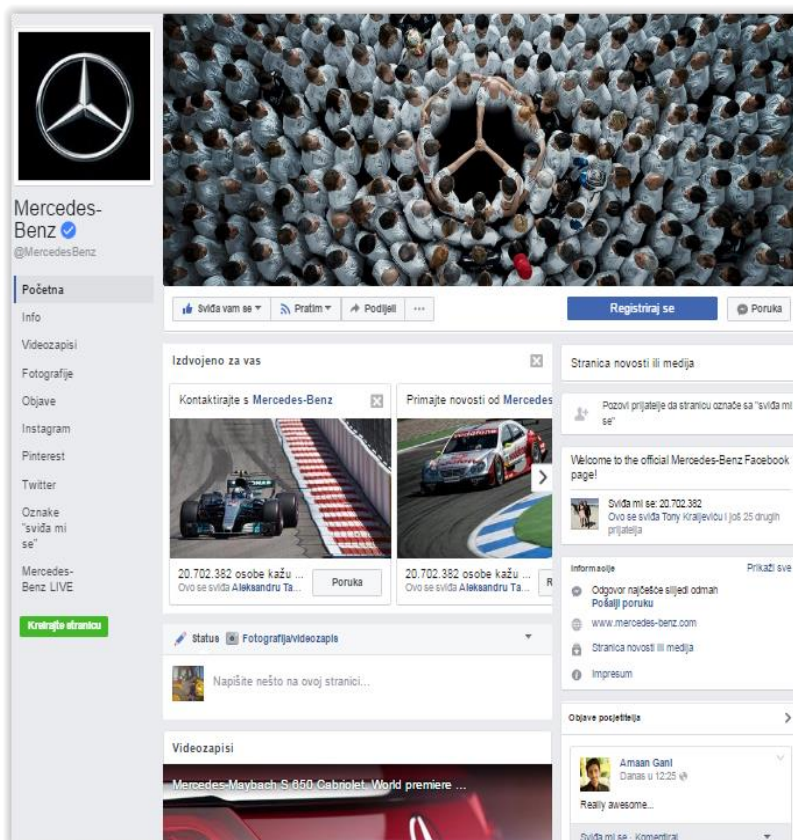 Mercedes-
Benz
@MercedesBenz
Početna
Info
Videozapisi
Fotografije
Objave
Instagram
Pinterest
Twitter
Oznake
"sviđa mi
se"
Mercedes-
Benz LIVE
Kreirajte stranicu
Sviđa vam se
Pratim
Podijeli
...
Registriraj se
Poruka
Izdvojeno za vas
Kontaktirajte s Mercedes-Benz
20.702.382 osobe kažu ...
Ovo se sviđa Aleksandru Ta...
Poruka
Primajte novosti od Mercedes
20.702.382 osobe kažu ...
Ovo se sviđa Aleksandru Ta...
R
Status
Fotografija/videozapis
Napišite nešto na ovoj stranici...
Videozapisi
Mercedes-Maybach S 650 Cabriolet. World premiere ...
Stranica novosti ili medija
Pozovi prijatelje da stranicu označe sa "sviđa mi
se"
Welcome to the official Mercedes-Benz Facebook
page!
Sviđa mi se: 20.702.382
Ovo se sviđa Tony Kraljeviću i još 25 drugih
prijatelja
Informacije Prikaži sve
Odgovor najčešće slijedi odmah
Pošalji poruku
www.mercedes-benz.com
Stranica novosti ili medija
Impresum
Objave posjetitelja
Amaan Gani
Danas u 12:25
Really awesome...
Sviđa mi se · Komentiraj